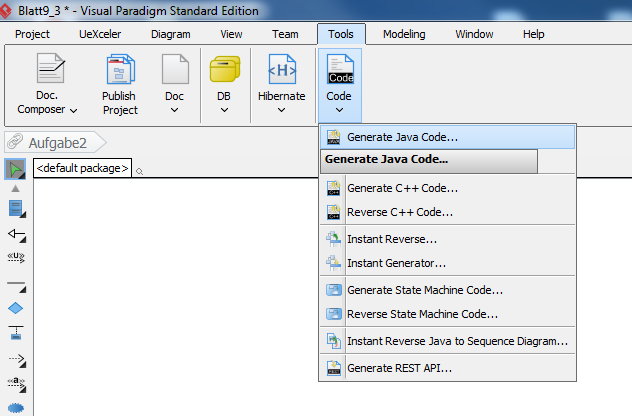 Blatt9_3 * - Visual Paradigm Standard Edition
Project UeXceler Diagram View Team Tools Modeling Window Help
Doc. Composer
Publish Project
Doc
DB
<H>
Hibernate
Code
Code
Aufgabe2
<default package>
Generate Java Code...
Generate Java Code...
Generate C++ Code...
Reverse C++ Code...
Instant Reverse...
Instant Generator...
Generate State Machine Code...
Reverse State Machine Code...
Instant Reverse Java to Sequence Diagram...
Generate REST API...
«u»
«a»